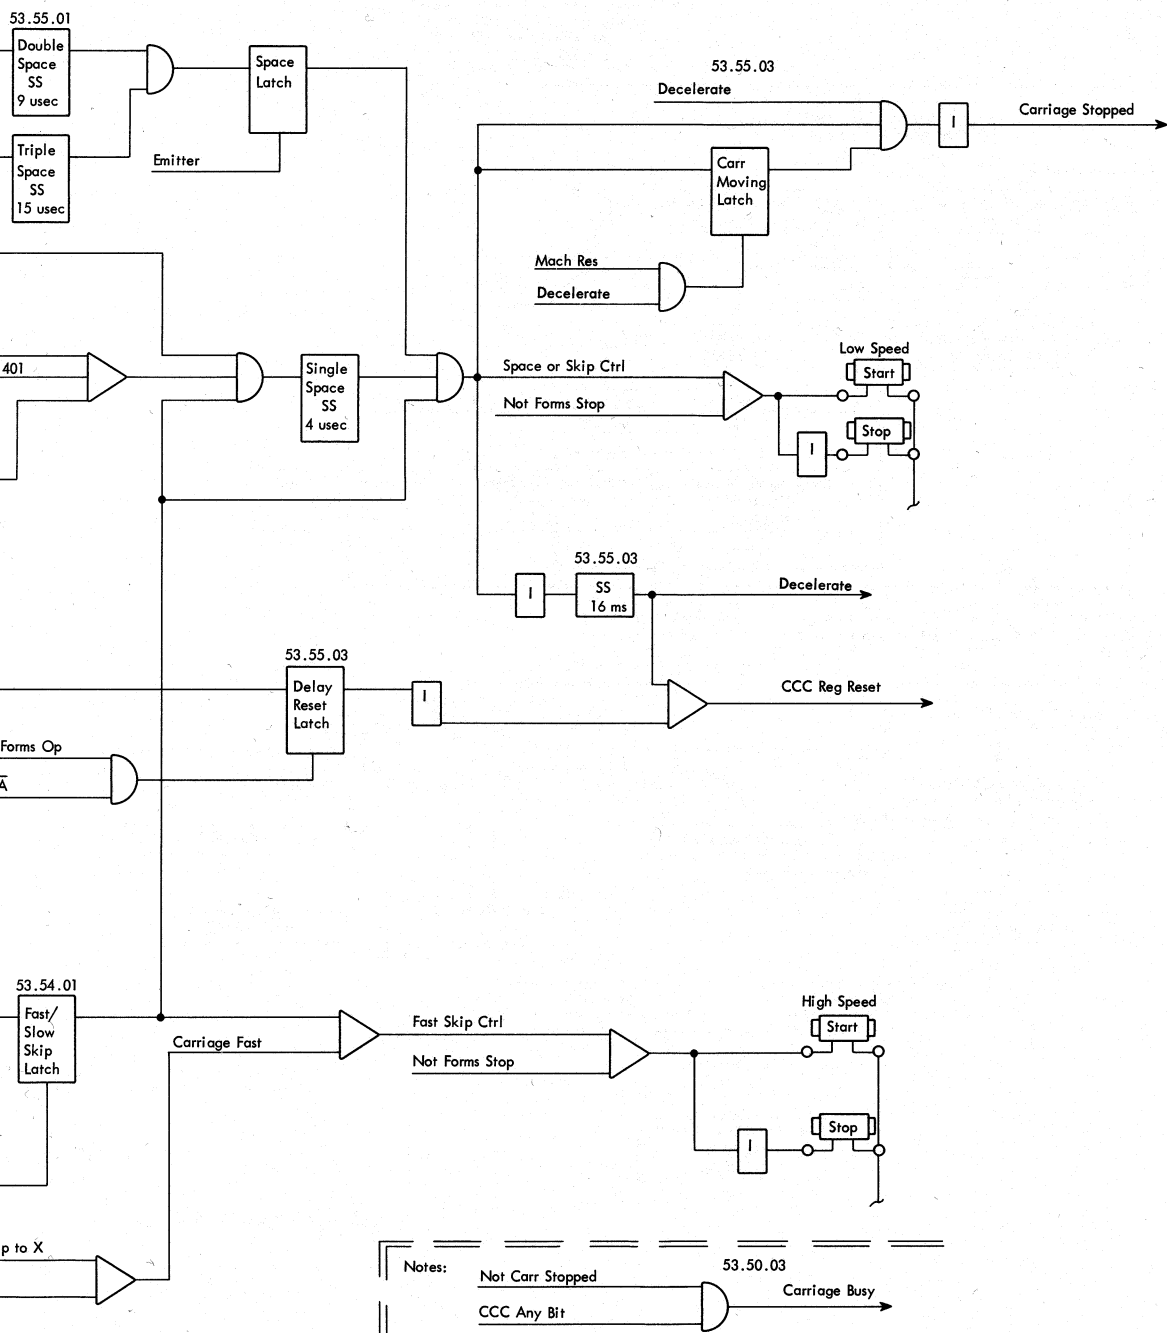 53.55.01
Double
Space
SS
9 usec
Space
Latch
Triple
Space
SS
15 usec
Emitter
53.55.03
Decelerate
I
Carriage Stopped
Carr
Moving
Latch
Mach Res
Decelerate
401
Single
Space
SS
4 usec
Space or Skip Ctrl
Not Forms Stop
Low Speed
Start
Stop
I
I
53.55.03
SS
16 ms
Decelerate
53.55.03
Delay
Reset
Latch
I
CCC Reg Reset
Forms Op
A
53.54.01
Fast/
Slow
Skip
Latch
Carriage Fast
Fast Skip Ctrl
Not Forms Stop
High Speed
Start
Stop
I
p to X
Notes:
Not Carr Stopped
CCC Any Bit
53.50.03
Carriage Busy